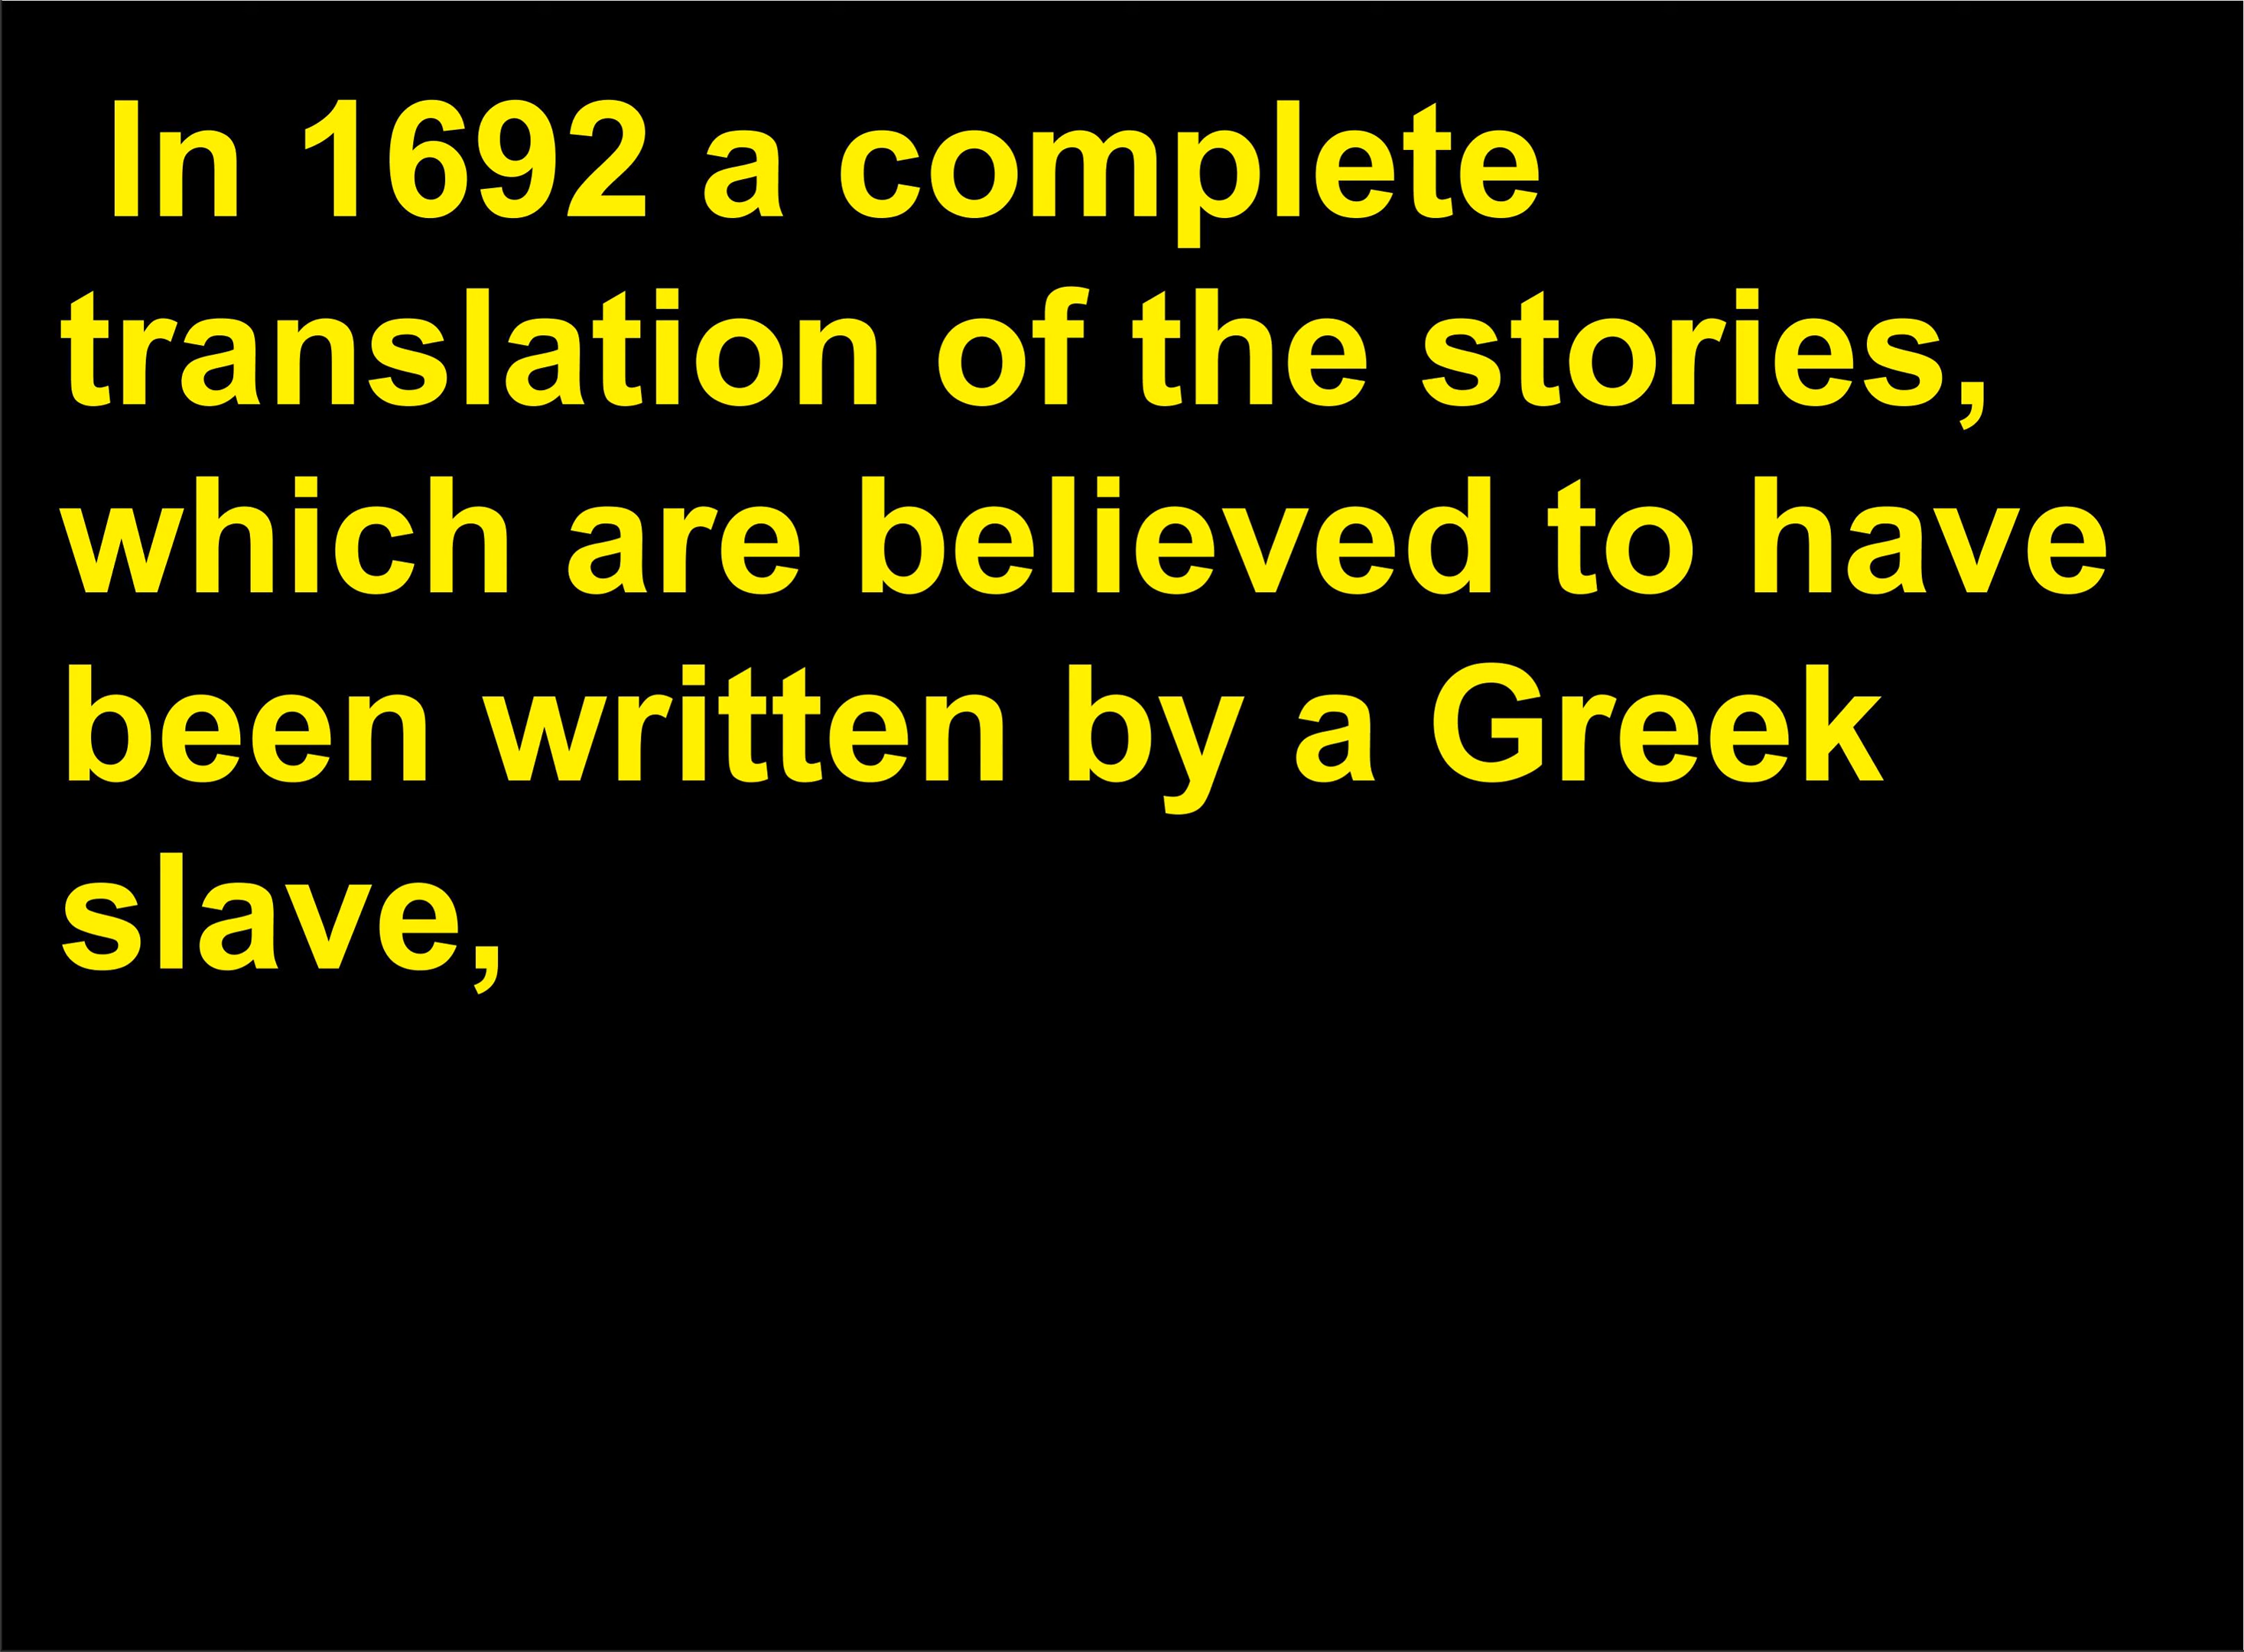 In 1692 a complete
translation of the stories,
which are believed to have
been written by a Greek
slave,